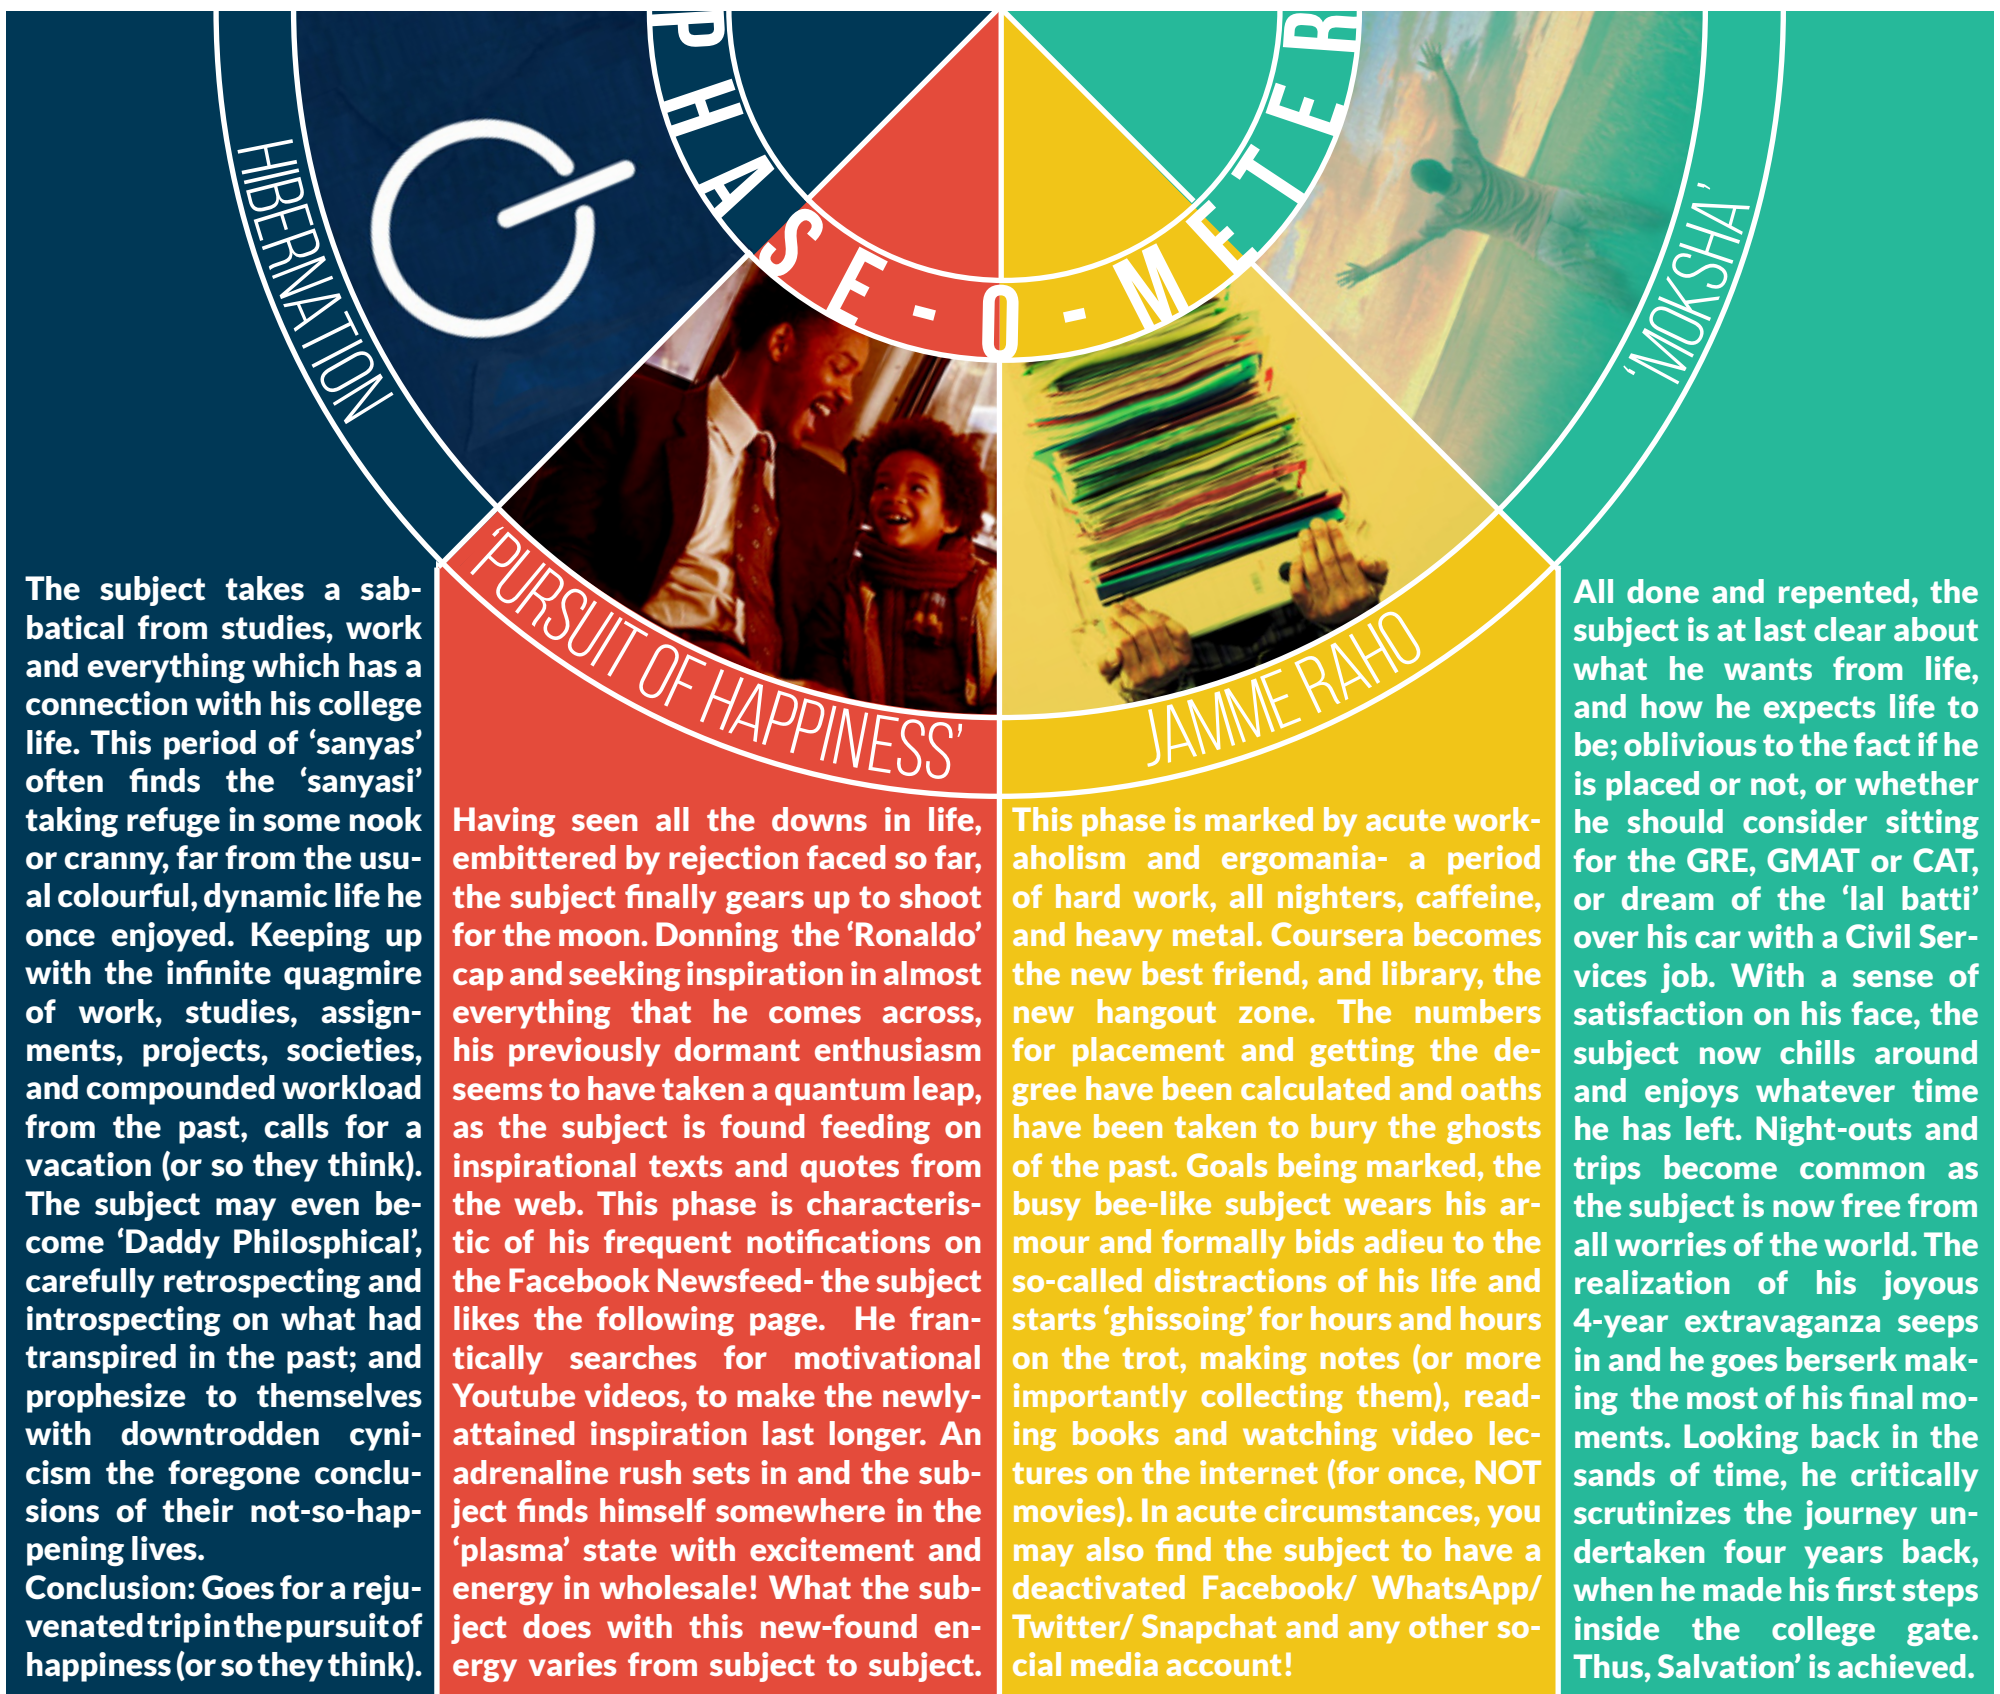 PHASE-O-METER
HIBERNATION
'PURSUIT OF HAPPINESS'
JAMME RAHO
'MOKSHA'
The subject takes a sab-
batical from studies, work
and everything which has a
connection with his college
life. This period of ‘sanyas’
often finds the ‘sanyasi’
taking refuge in some nook
or cranny, far from the usu-
al colourful, dynamic life he
once enjoyed. Keeping up
with the infinite quagmire
of work, studies, assign-
ments, projects, societies,
and compounded workload
from the past, calls for a
vacation (or so they think).
The subject may even be-
come ‘Daddy Philosphical’,
carefully retrospecting and
introspecting on what had
transpired in the past; and
prophesize to themselves
with downtrodden cyni-
cism the foregone conclu-
sions of their not-so-hap-
pening lives.
Conclusion: Goes for a reju-
venated trip in the pursuit of
happiness (or so they think).
Having seen all the downs in life,
embittered by rejection faced so far,
the subject finally gears up to shoot
for the moon. Donning the ‘Ronaldo’
cap and seeking inspiration in almost
everything that he comes across,
his previously dormant enthusiasm
seems to have taken a quantum leap,
as the subject is found feeding on
inspirational texts and quotes from
the web. This phase is characteris-
tic of his frequent notifications on
the Facebook Newsfeed- the subject
likes the following page. He fran-
tically searches for motivational
Youtube videos, to make the newly-
attained inspiration last longer. An
adrenaline rush sets in and the sub-
ject finds himself somewhere in the
‘plasma’ state with excitement and
energy in wholesale! What the sub-
ject does with this new-found en-
ergy varies from subject to subject.
This phase is marked by acute work-
aholism and ergomania- a period
of hard work, all nighters, caffeine,
and heavy metal. Coursera becomes
the new best friend, and library, the
new hangout zone. The numbers
for placement and getting the de-
gree have been calculated and oaths
have been taken to bury the ghosts
of the past. Goals being marked, the
busy bee-like subject wears his ar-
mour and formally bids adieu to the
so-called distractions of his life and
starts ‘ghissoing’ for hours and hours
on the trot, making notes (or more
importantly collecting them), read-
ing books and watching video lec-
tures on the internet (for once, NOT
movies). In acute circumstances, you
may also find the subject to have a
deactivated Facebook/ WhatsApp/
Twitter/ Snapchat and any other so-
cial media account!
All done and repented, the
subject is at last clear about
what he wants from life,
and how he expects life to
be; oblivious to the fact if he
is placed or not, or whether
he should consider sitting
for the GRE, GMAT or CAT,
or dream of the ‘lal batti’
over his car with a Civil Ser-
vices job. With a sense of
satisfaction on his face, the
subject now chills around
and enjoys whatever time
he has left. Night-outs and
trips become common as
the subject is now free from
all worries of the world. The
realization of his joyous
4-year extravaganza seeps
in and he goes berserk mak-
ing the most of his final mo-
ments. Looking back in the
sands of time, he critically
scrutinizes the journey un-
dertaken four years back,
when he made his first steps
inside the college gate.
Thus, Salvation’ is achieved.